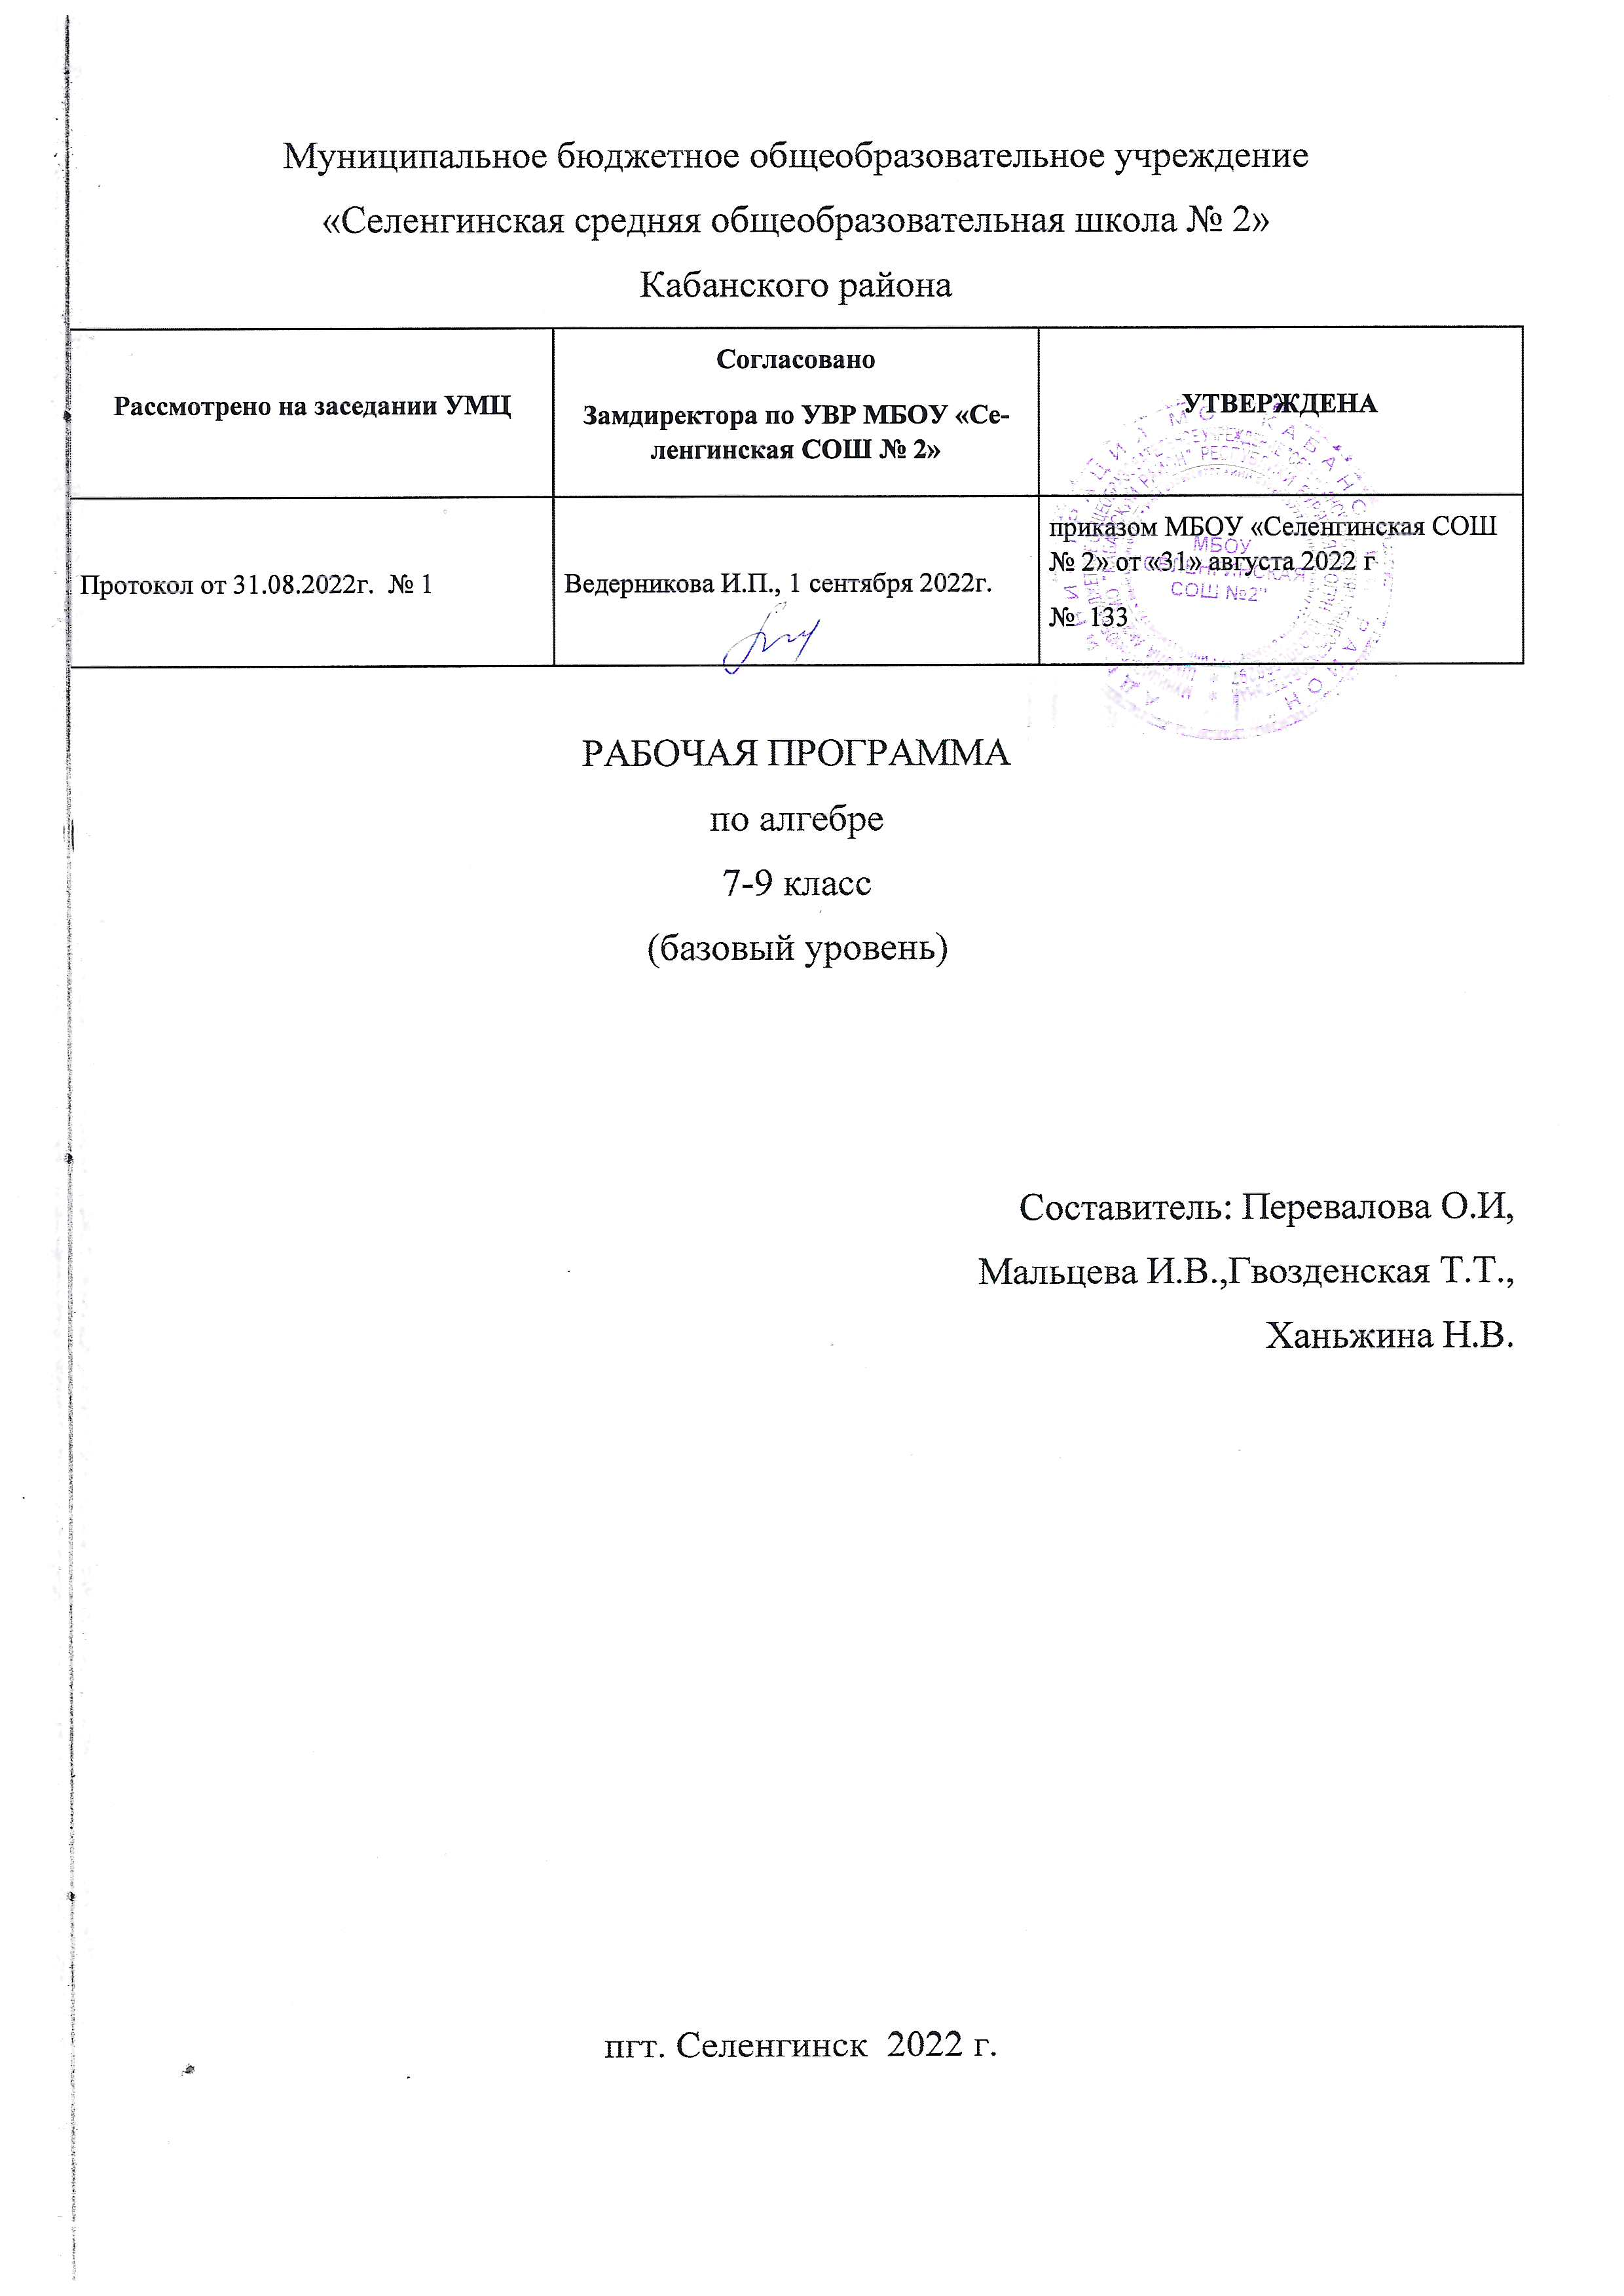 Муниципальное бюджетное общеобразовательное учреждение
«Селенгинская средняя общеобразовательная школа № 2»
Кабанского района
Рассмотрено на заседании УМЦ
Согласовано
Замдиректора по УВР МБОУ «Се-
ленгинская СОШ № 2»
УТВЕРЖДЕНА
Протокол от 31.08.2022г. № 1
Ведерникова И.П., 1 сентября 2022г.
приказом МБОУ «Селенгинская СОШ
№ 2» от «31» августа 2022 г
№ 133
МБОУ
СОШ №2"
РАБОЧАЯ ПРОГРАММА
по алгебре
7-9 класс
(базовый уровень)
Составитель: Перевалова О.И,
Мальцева И.В.,Гвозденская Т.Т.,
Ханьжина Н.В.
пгт. Селенгинск 2022 г.